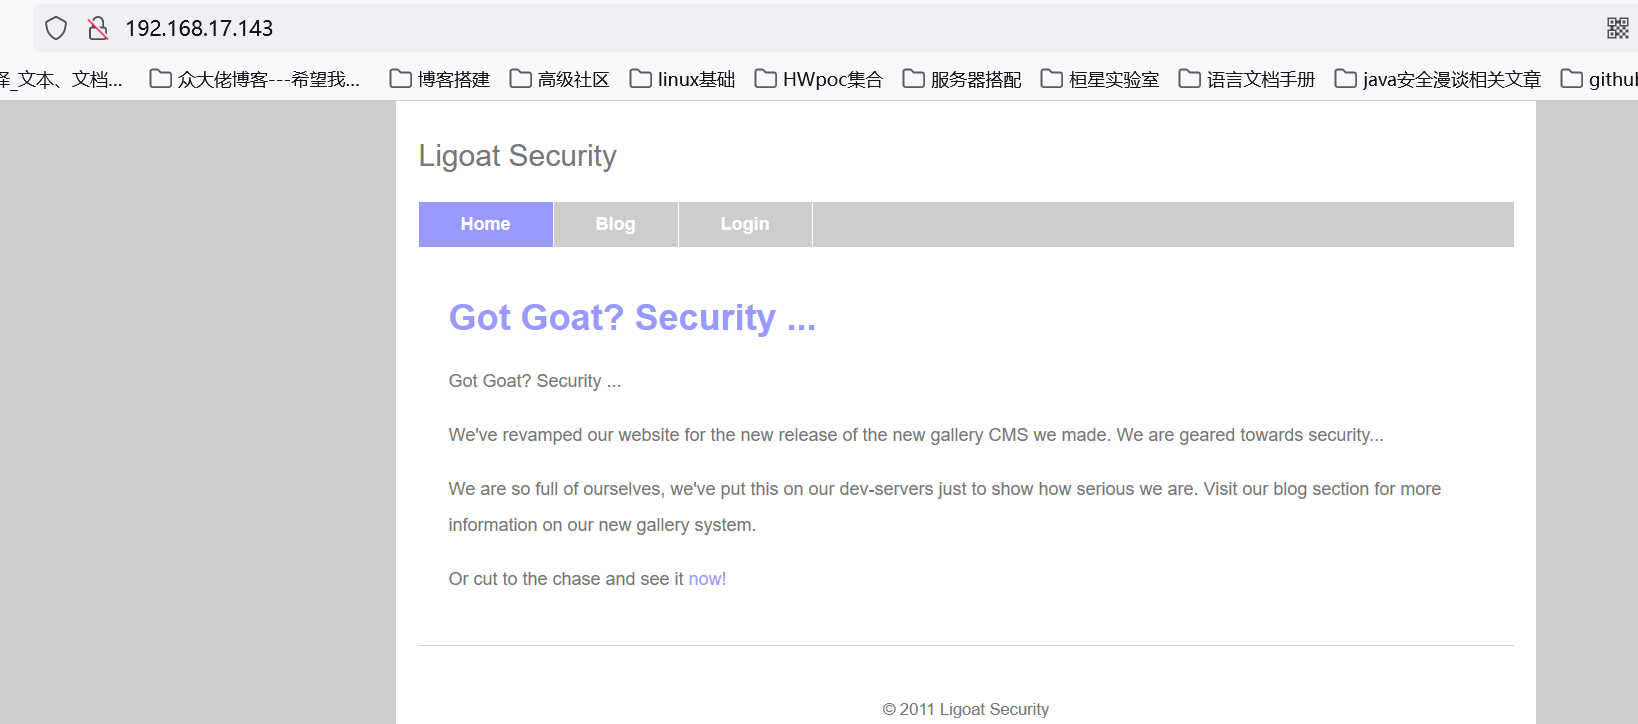 192.168.17.143
译_文本、文档... 众大佬博客---希望我... 博客搭建 高级社区 linux基础 HWpoc集合 服务器搭配 桓星实验室 语言文档手册 java安全漫谈相关文章 github
Ligoat Security
Home Blog Login
Got Goat? Security ...
Got Goat? Security ...
We've revamped our website for the new release of the new gallery CMS we made. We are geared towards security...
We are so full of ourselves, we've put this on our dev-servers just to show how serious we are. Visit our blog section for more
information on our new gallery system.
Or cut to the chase and see it now!
© 2011 Ligoat Security